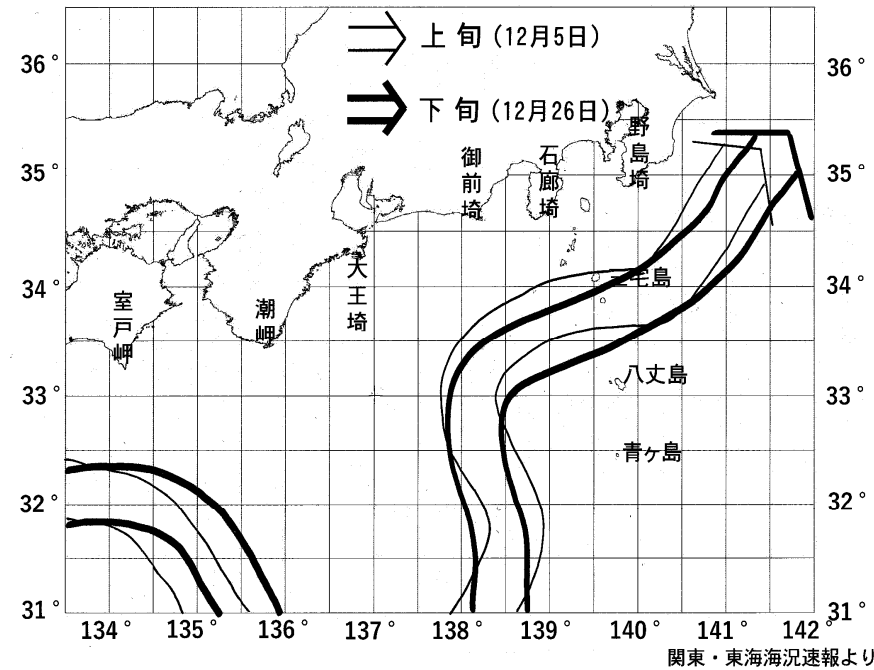 上旬(12月5日)
下旬(12月26日)
36°
36°
35°
35°
34°
34°
33°
33°
32°
32°
31°
31°
野島埼
石廊埼
御前埼
大王埼
潮岬
室戸岬
三宅島
八丈島
青ヶ島
134° 135° 136° 137° 138° 139° 140° 141° 142°
関東・東海海況速報より